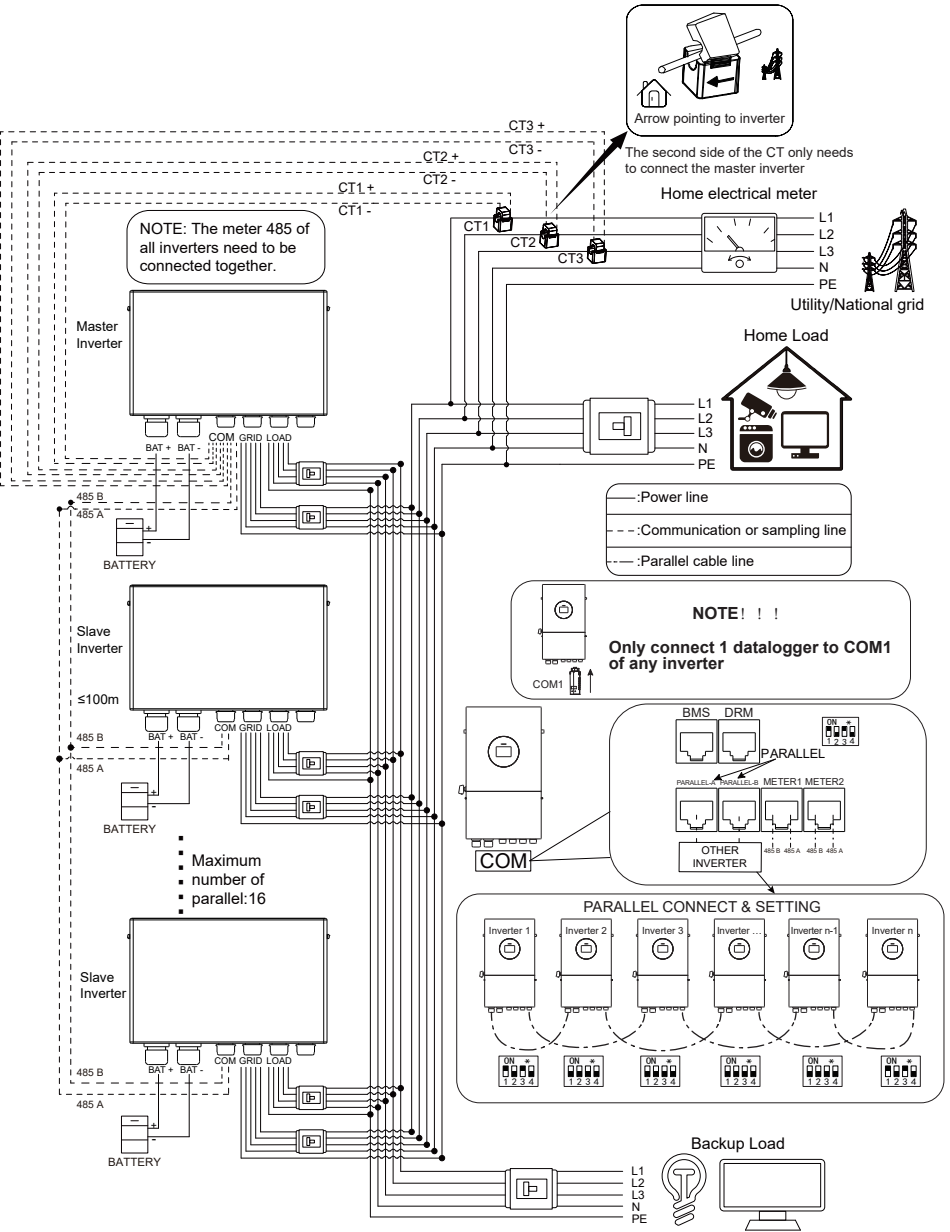 Arrow pointing to inverter
CT3 +
CT3 -
CT2 +
CT2 -
CT1 +
CT1 -
The second side of the CT only needs
to connect the master inverter
Home electrical meter
CT1
CT2
CT3
L1
L2
L3
N
PE
Utility/National grid
NOTE: The meter 485 of
all inverters need to be
connected together.
Master
Inverter
BAT + BAT -
COM GRID LOAD
485 B
485 A
+
-
BATTERY
Home Load
L1
L2
L3
N
PE
:Power line
:Communication or sampling line
:Parallel cable line
NOTE！！！
Only connect 1 datalogger to COM1
of any inverter
COM1
Slave
Inverter
≤100m
BAT + BAT -
COM GRID LOAD
485 B
485 A
+
-
BATTERY
BMS DRM
ON *
1 2 3 4
PARALLEL
PARALLEL-A PARALLEL-B METER1 METER2
OTHER
INVERTER
485 B 485 A 485 B 485 A
COM
Maximum
number of
parallel:16
PARALLEL CONNECT & SETTING
Inverter 1 Inverter 2 Inverter 3 Inverter ... Inverter n-1 Inverter n
ON * ON * ON * ON * ON * ON *
1 2 3 4 1 2 3 4 1 2 3 4 1 2 3 4 1 2 3 4 1 2 3 4
Slave
Inverter
BAT + BAT -
COM GRID LOAD
485 B
485 A
+
-
BATTERY
Backup Load
L1
L2
L3
N
PE